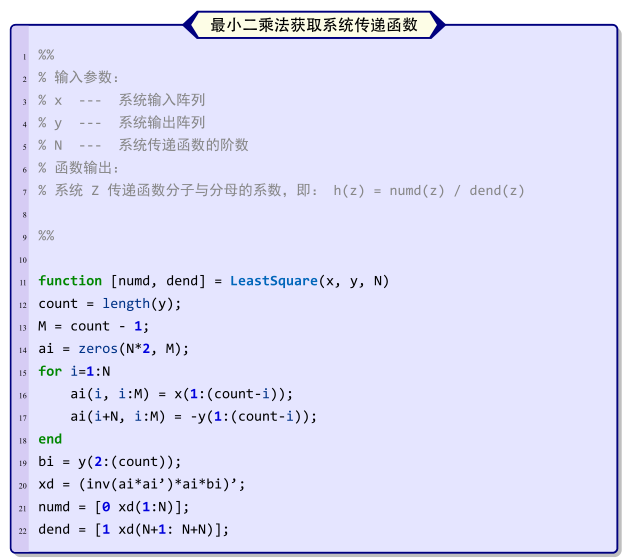 最小二乘法获取系统传递函数
1 %%
2 % 输入参数：
3 % x  ---  系统输入阵列
4 % y  ---  系统输出阵列
5 % N  ---  系统传递函数的阶数
6 % 函数输出：
7 % 系统 Z 传递函数分子与分母的系数，即： h(z) = numd(z) / dend(z)
8
9 %%
10
11 function [numd, dend] = LeastSquare(x, y, N)
12 count = length(y);
13 M = count - 1;
14 ai = zeros(N*2, M);
15 for i=1:N
16     ai(i, i:M) = x(1:(count-i));
17     ai(i+N, i:M) = -y(1:(count-i));
18 end
19 bi = y(2:(count));
20 xd = (inv(ai*ai’)*ai*bi)’;
21 numd = [0 xd(1:N)];
22 dend = [1 xd(N+1: N+N)];